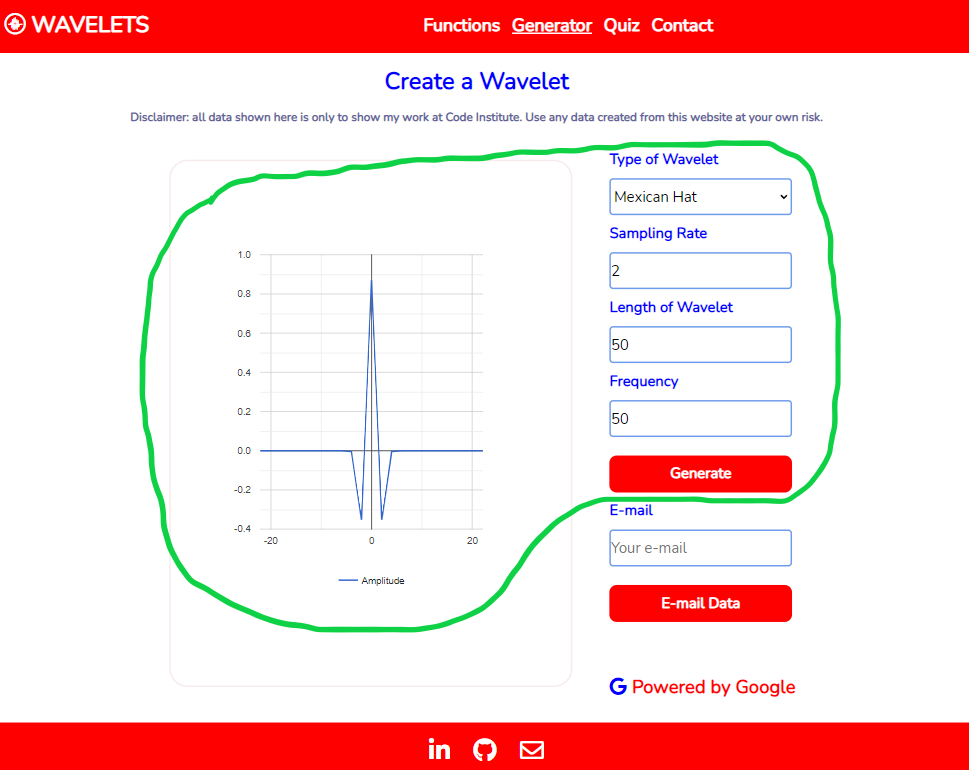 WAVELETS
Functions Generator Quiz Contact
Create a Wavelet
Disclaimer: all data shown here is only to show my work at Code Institute. Use any data created from this website at your own risk.
1.0
0.8
0.6
0.4
0.2
0.0
-0.2
-0.4
-20 0 20
Amplitude
Type of Wavelet
Mexican Hat
Sampling Rate
2
Length of Wavelet
50
Frequency
50
Generate
E-mail
Your e-mail
E-mail Data
G Powered by Google
in